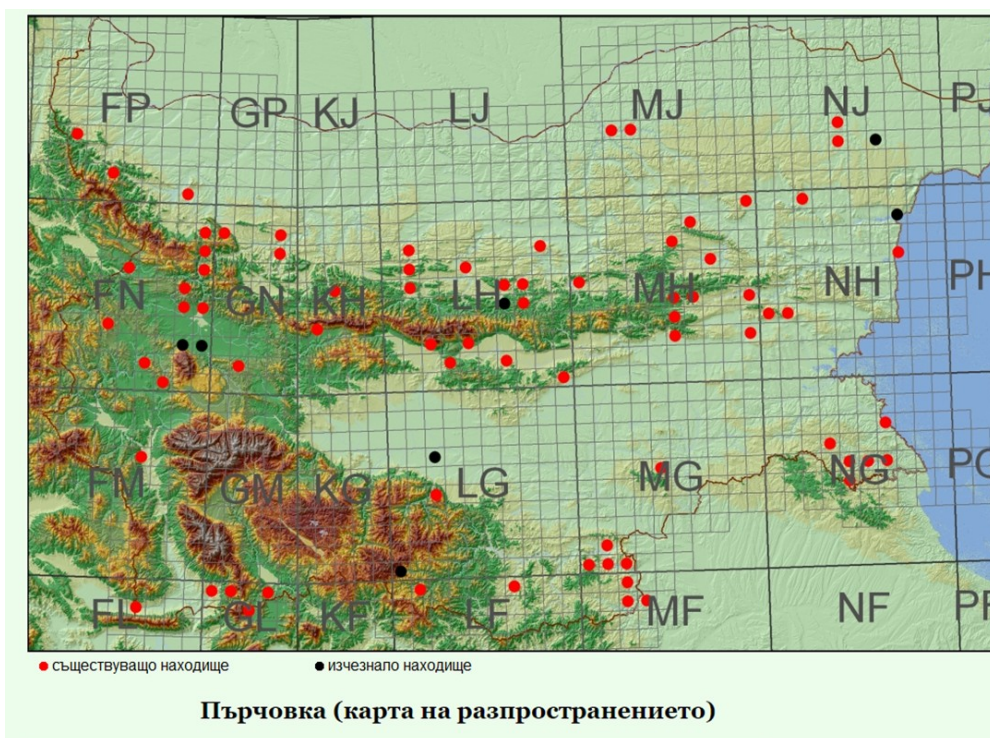 FP GP KJ LJ MJ NJ PJ
FN GN KH LH MH NH PH
FM GM KG LG MG NG PG
FL GL KF LF MF NF PF
съществуващо находище изчезнало находище
Пърчовка (карта на разпространението)